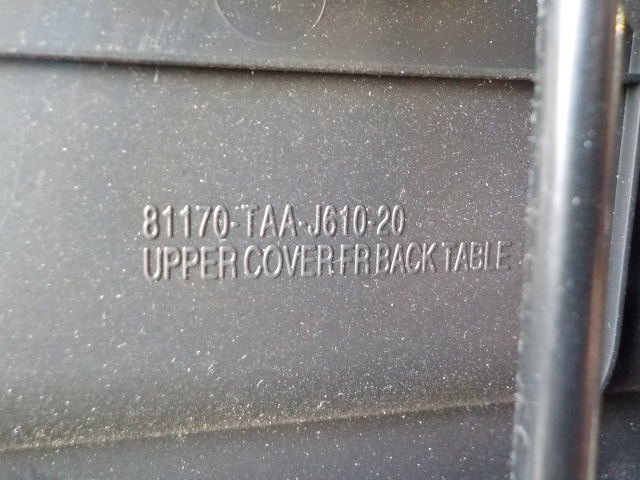 81170-TAA-J610-20
UPPER COVER FR BACK TABLE